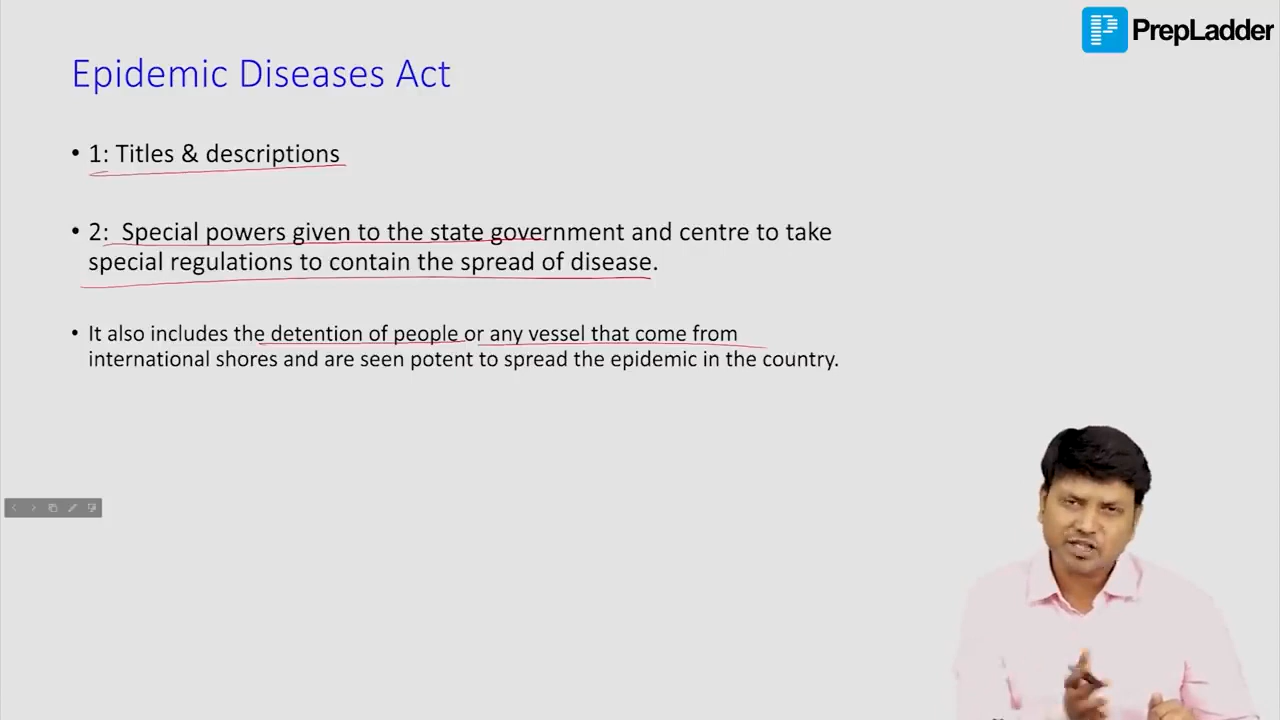 PrepLadder
Epidemic Diseases Act
• 1: Titles & descriptions
• 2: Special powers given to the state government and centre to take
special regulations to contain the spread of disease.
• It also includes the detention of people or any vessel that come from
international shores and are seen potent to spread the epidemic in the country.